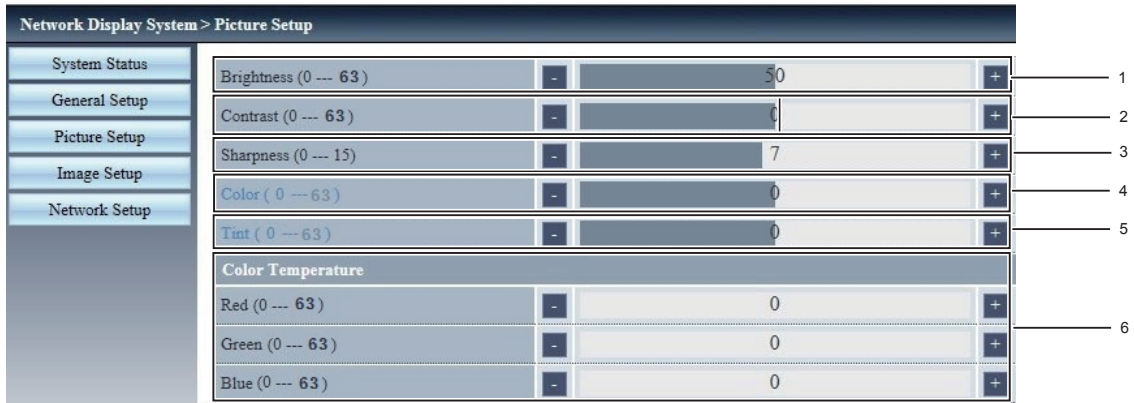 Network Display System > Picture Setup
System Status
General Setup
Picture Setup
Image Setup
Network Setup
Brightness (0 --- 63) - 50 + 1
Contrast (0 --- 63) - 0 + 2
Sharpness (0 --- 15) - 7 + 3
Color ( 0 --- 63) - 0 + 4
Tint ( 0 --- 63) - 0 + 5
Color Temperature
Red (0 --- 63) - 0 +
Green (0 --- 63) - 0 + 6
Blue (0 --- 63) - 0 +